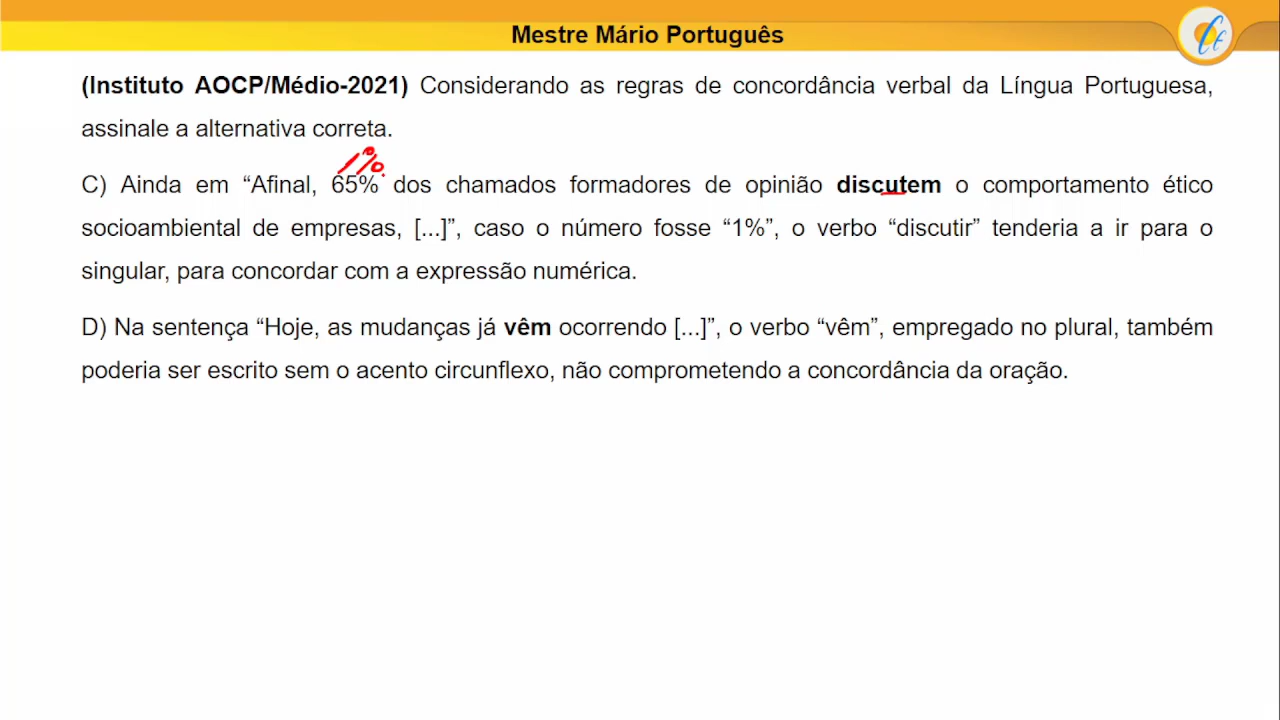 Mestre Mário Português
(Instituto AOCP/Médio-2021) Considerando as regras de concordância verbal da Língua Portuguesa,
assinale a alternativa correta.
1%
C) Ainda em “Afinal, 65% dos chamados formadores de opinião discutem o comportamento ético
socioambiental de empresas, [...]”, caso o número fosse “1%”, o verbo “discutir” tenderia a ir para o
singular, para concordar com a expressão numérica.
D) Na sentença “Hoje, as mudanças já vêm ocorrendo [...]”, o verbo “vêm”, empregado no plural, também
poderia ser escrito sem o acento circunflexo, não comprometendo a concordância da oração.